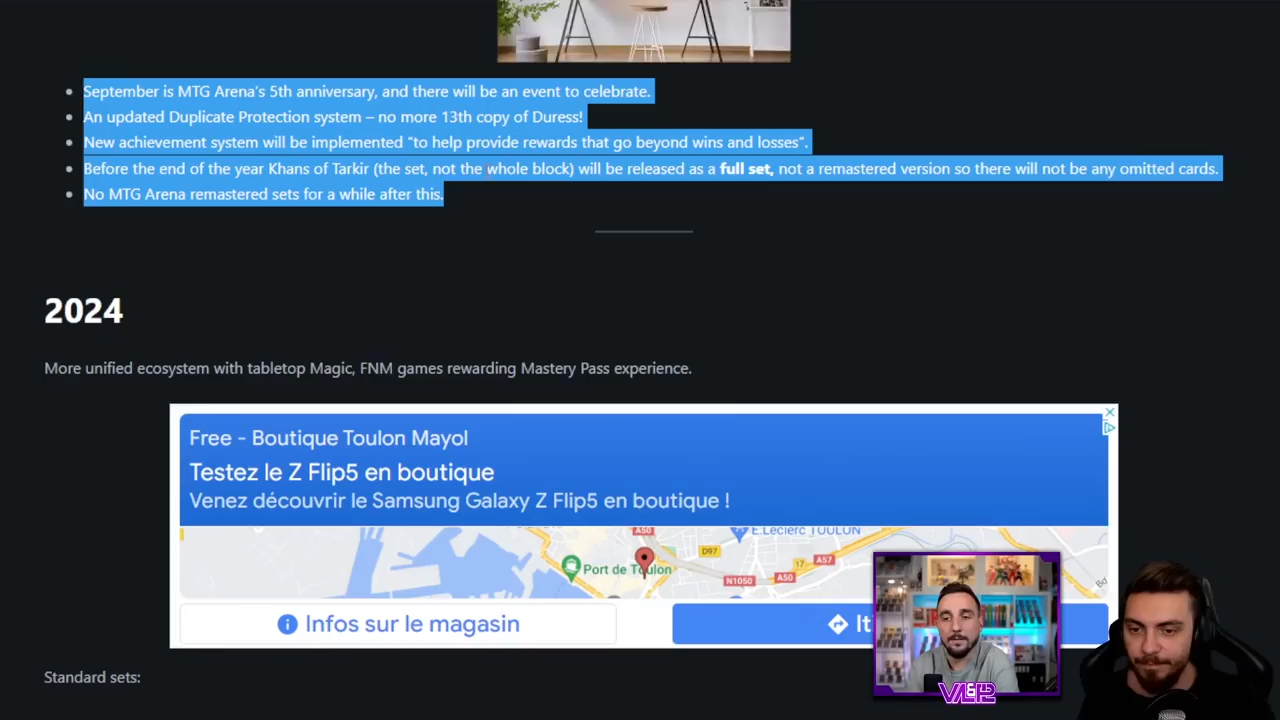 September is MTG Arena's 5th anniversary, and there will be an event to celebrate.
An updated Duplicate Protection system – no more 13th copy of Duress!
New achievement system will be implemented “to help provide rewards that go beyond wins and losses”.
Before the end of the year Khans of Tarkir (the set, not the whole block) will be released as a full set, not a remastered version so there will not be any omitted cards.
No MTG Arena remastered sets for a while after this.
2024
More unified ecosystem with tabletop Magic, FNM games rewarding Mastery Pass experience.
Free - Boutique Toulon Mayol
Testez le Z Flip5 en boutique
Venez découvrir le Samsung Galaxy Z Flip5 en boutique !
A50
E.Leclerc TOULON
D97
17
A57
Port de Toulon
N1050
A50
Bd
Infos sur le magasin
It
Standard sets: